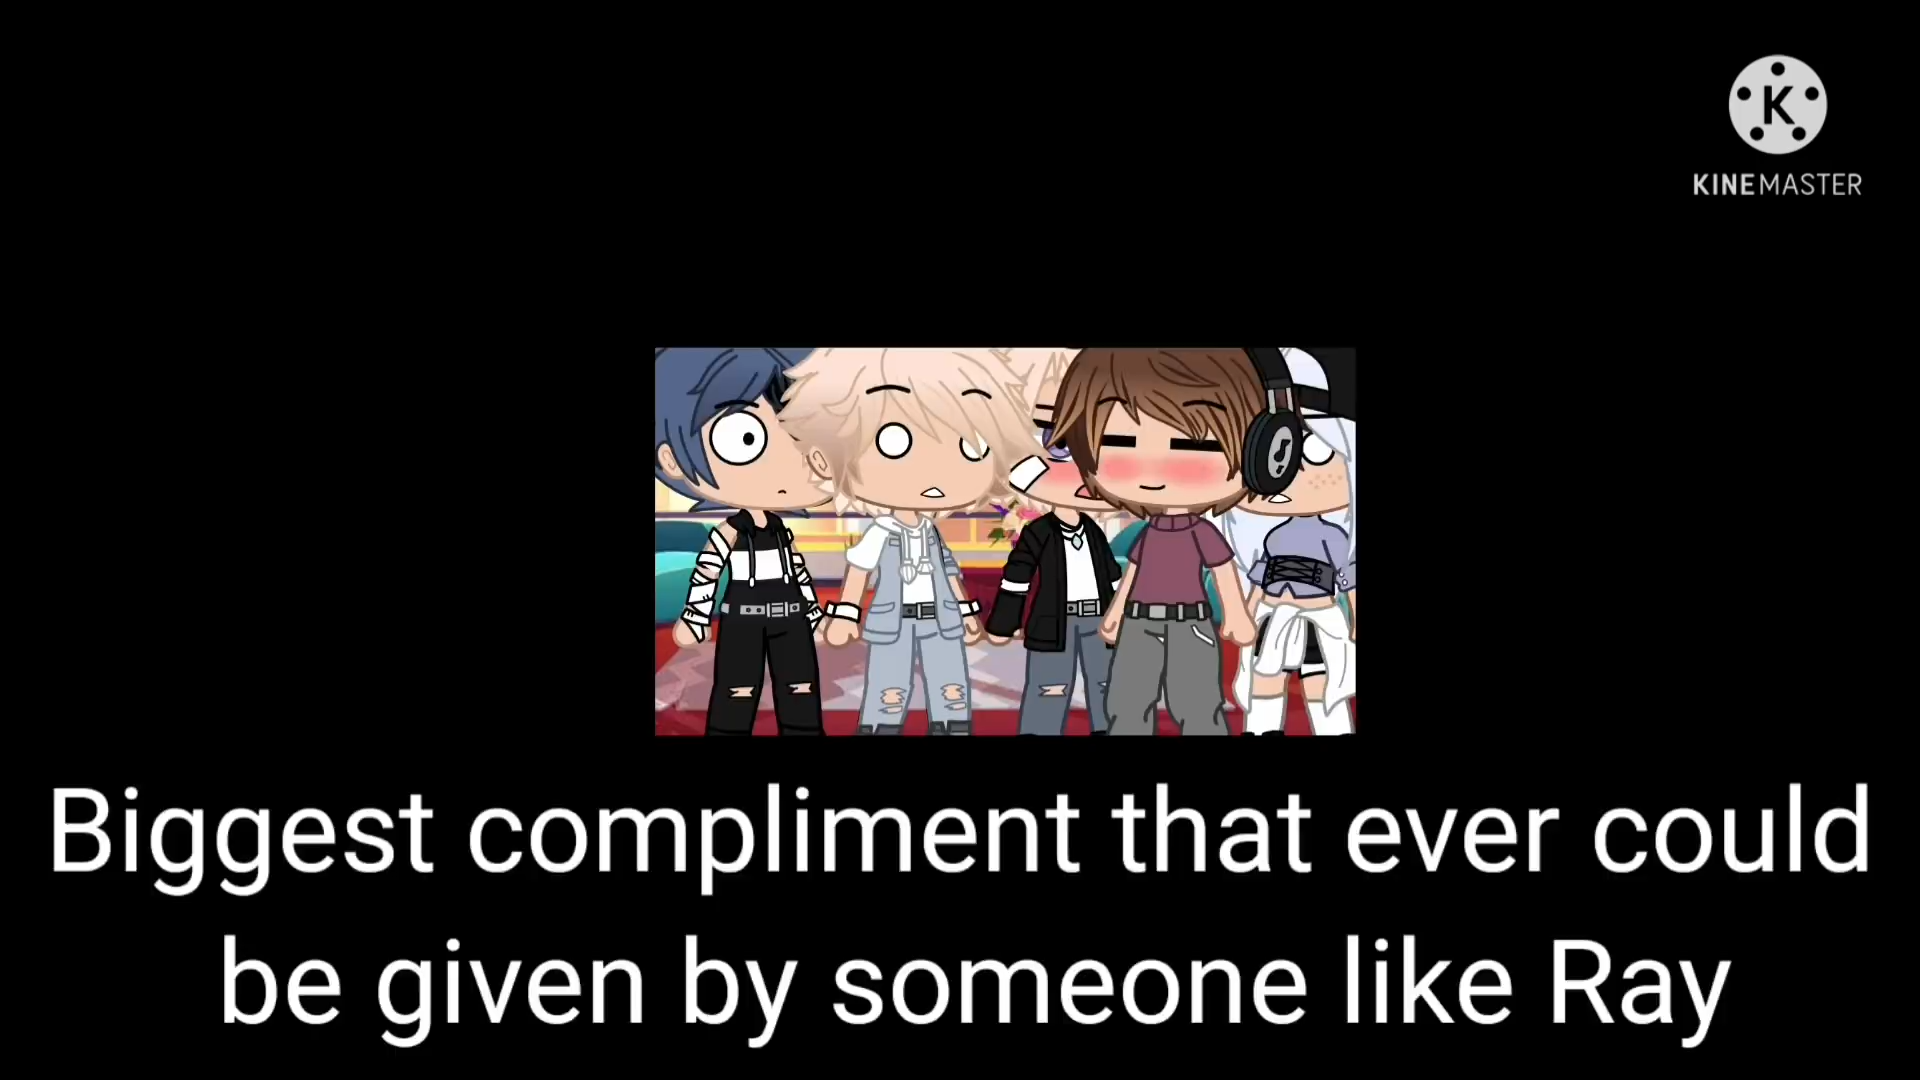 K
KINEMASTER
Biggest compliment that ever could
be given by someone like Ray